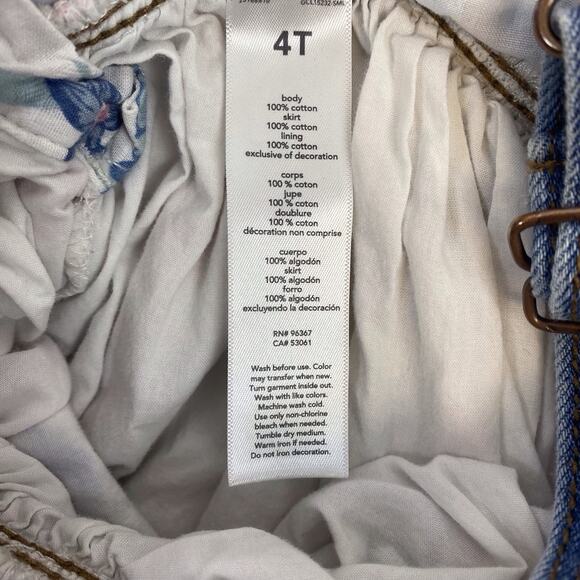 GCL15232-SML
4T
body
100% cotton
skirt
100% cotton
lining
100% cotton
exclusive of decoration
corps
100 % coton
jupe
100 % coton
doublure
100 % coton
décoration non comprise
cuerpo
100% algodón
skirt
100% algodón
forro
100% algodón
excluyendo la decoración
RN# 96367
CA# 53061
Wash before use. Color
may transfer when new.
Turn garment inside out.
Wash with like colors.
Machine wash cold.
Use only non-chlorine
bleach when needed.
Tumble dry medium.
Warm iron if needed.
Do not iron decoration.